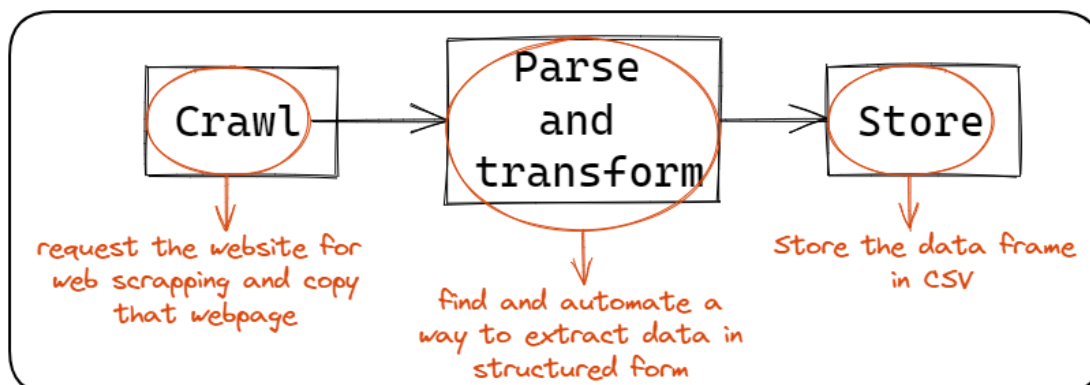 Crawl
Parse
and
transform
Store
request the website for
web scrapping and copy
that webpage
find and automate a
way to extract data in
structured form
Store the data frame
in CSV